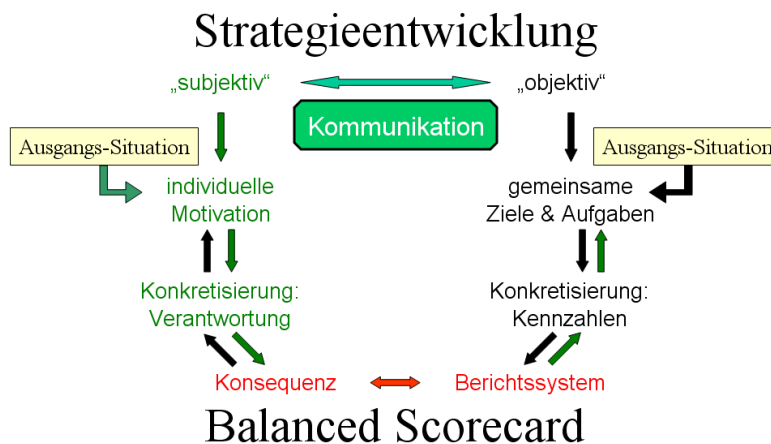 Strategieentwicklung
„subjektiv“
„objektiv“
Kommunikation
Ausgangs-Situation
Ausgangs-Situation
individuelle
Motivation
gemeinsame
Ziele & Aufgaben
Konkretisierung:
Verantwortung
Konkretisierung:
Kennzahlen
Konsequenz
Berichtssystem
Balanced Scorecard